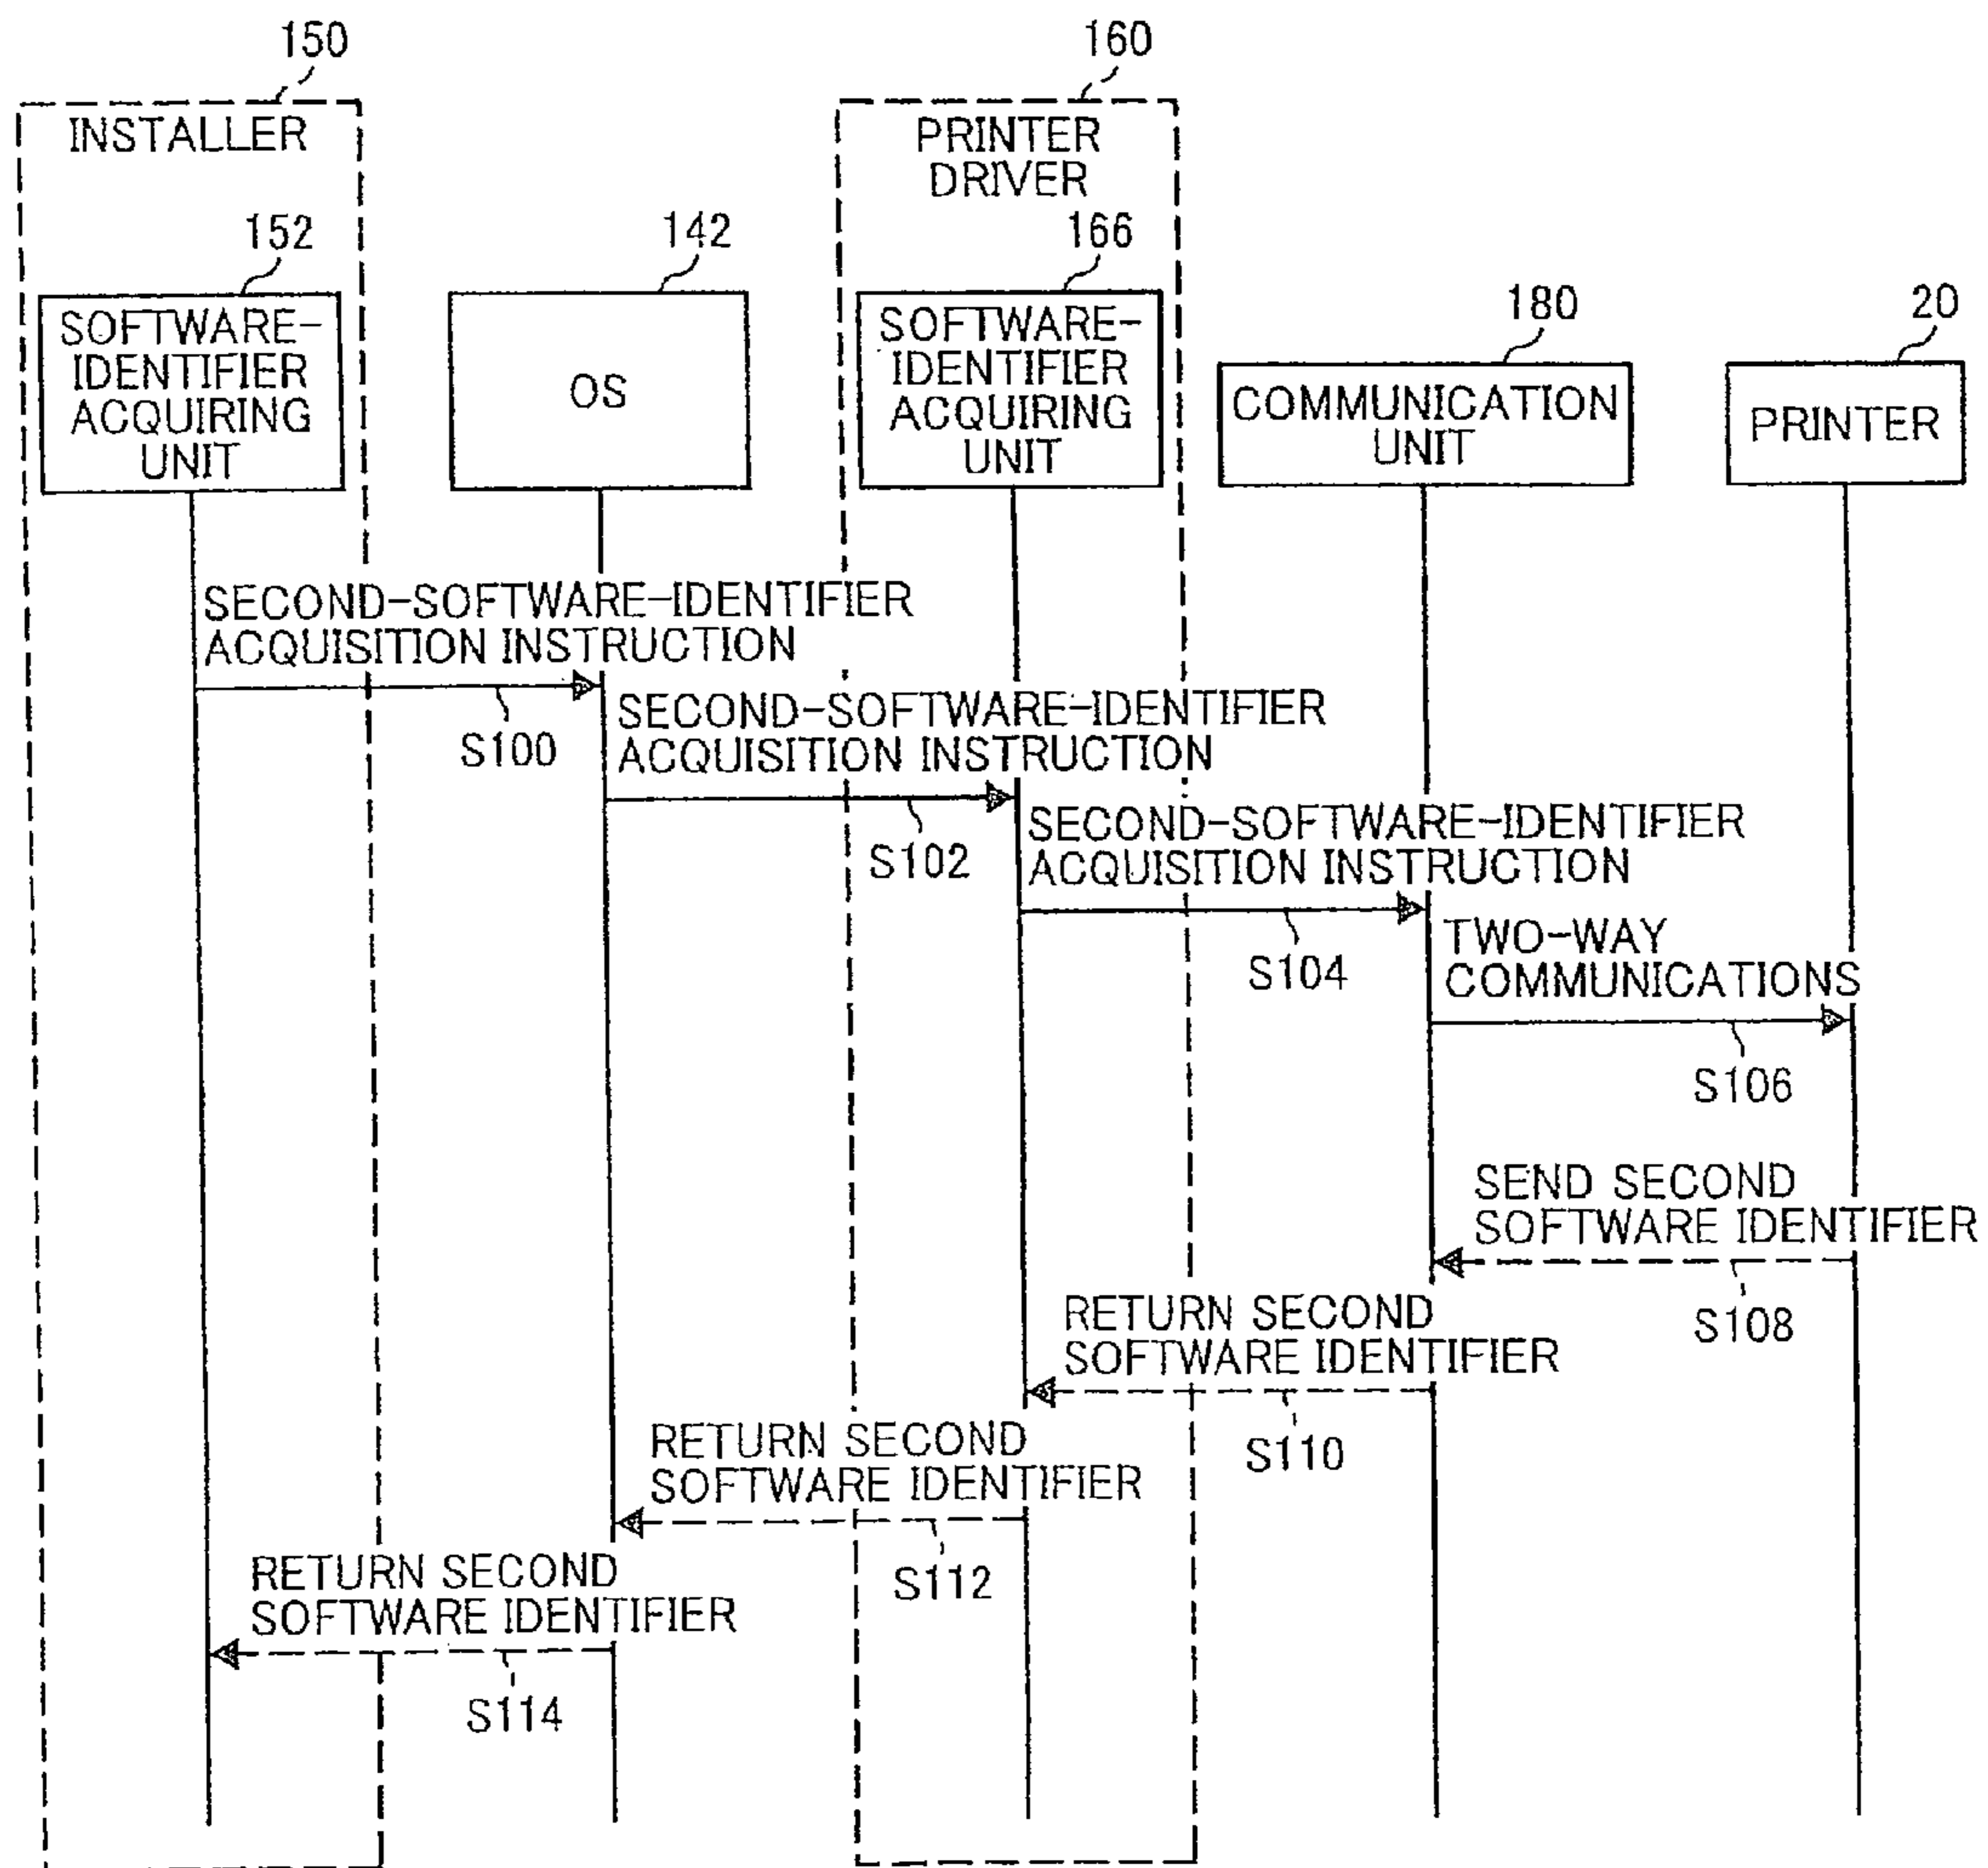 150
160
INSTALLER
PRINTER
DRIVER
152
142
166
180
20
SOFTWARE-
IDENTIFIER
ACQUIRING
UNIT
OS
SOFTWARE-
IDENTIFIER
ACQUIRING
UNIT
COMMUNICATION
UNIT
PRINTER
SECOND-SOFTWARE-IDENTIFIER
ACQUISITION INSTRUCTION
S100
SECOND-SOFTWARE-IDENTIFIER
ACQUISITION INSTRUCTION
S102
SECOND-SOFTWARE-IDENTIFIER
ACQUISITION INSTRUCTION
S104
TWO-WAY
COMMUNICATIONS
S106
SEND SECOND
SOFTWARE IDENTIFIER
S108
RETURN SECOND
SOFTWARE IDENTIFIER
S110
RETURN SECOND
SOFTWARE IDENTIFIER
S112
RETURN SECOND
SOFTWARE IDENTIFIER
S114